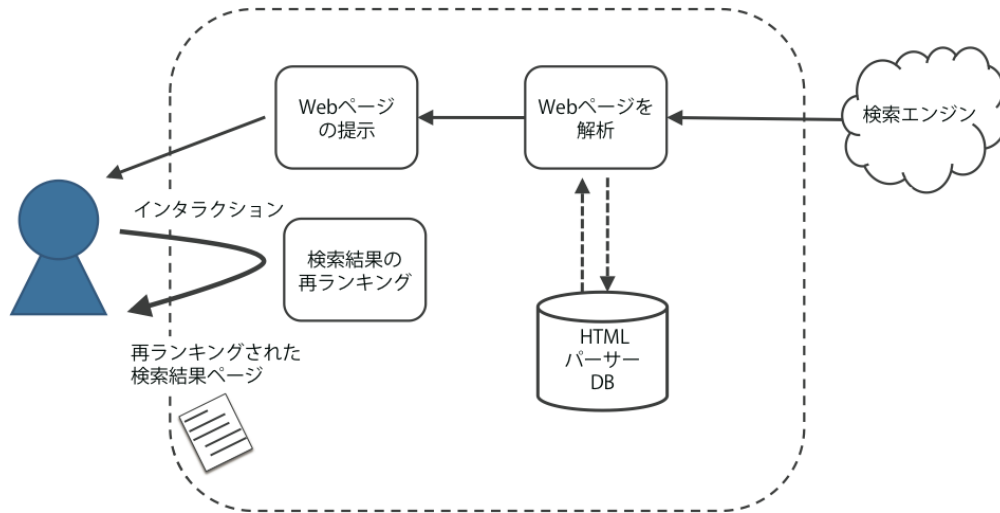 Webページ
の提示
Webページを
解析
検索エンジン
インタラクション
検索結果の
再ランキング
再ランキングされた
検索結果ページ
HTML
パーサー
DB